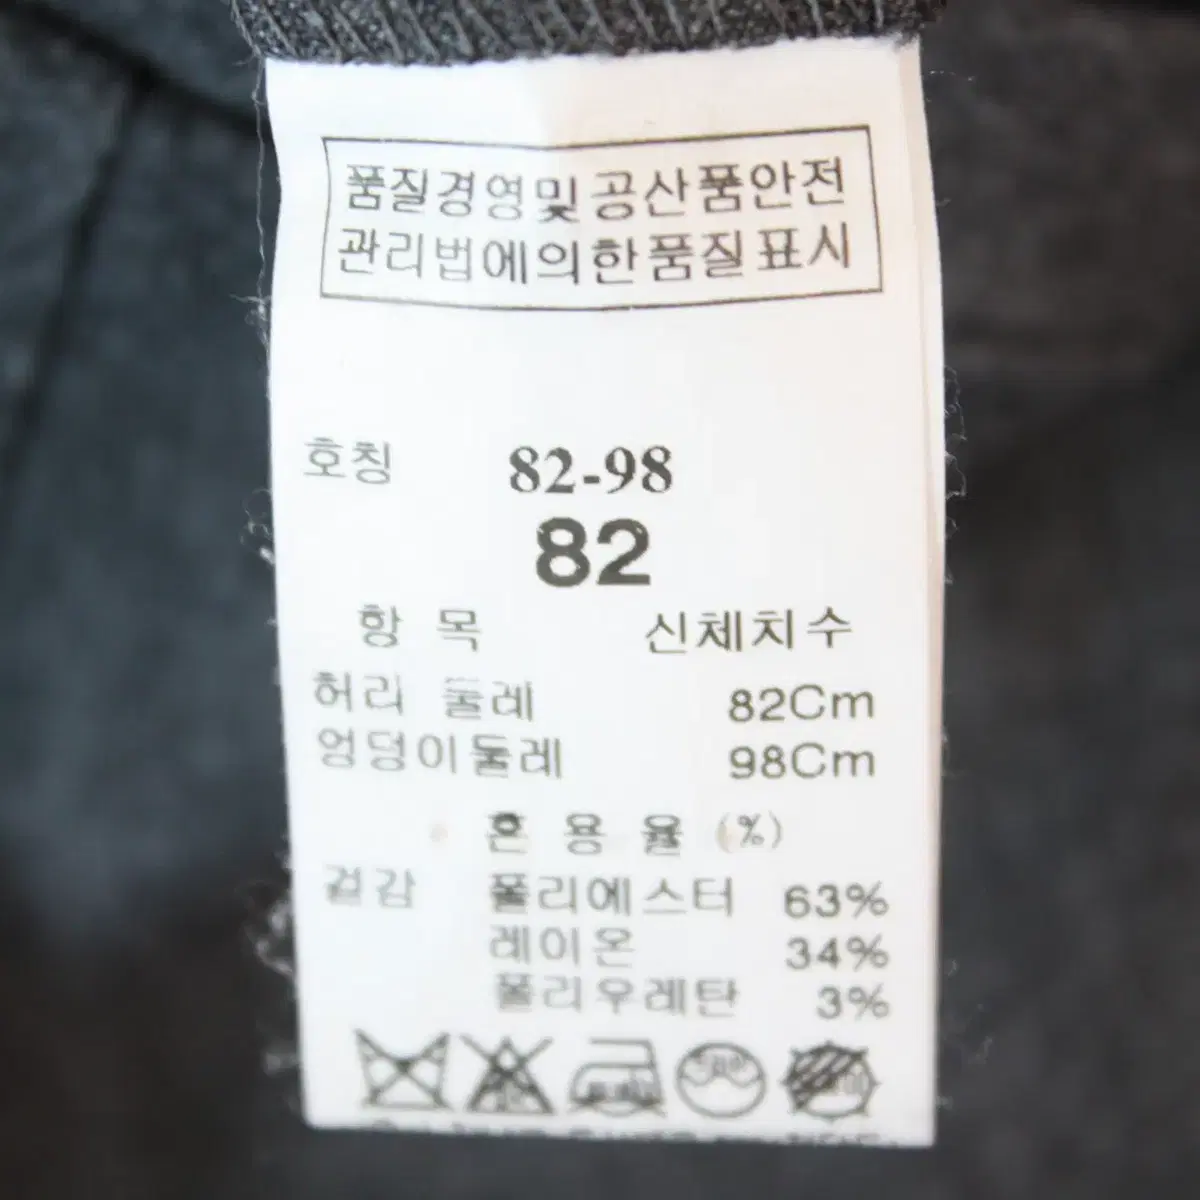 품질경영및공산품안전
관리법에의한품질표시
호칭 82-98
82
항 목 신체치수
허리 둘레 82Cm
엉덩이둘레 98Cm
혼 용 율 (%)
겉감 폴리에스터 63%
레이온 34%
폴리우레탄 3%